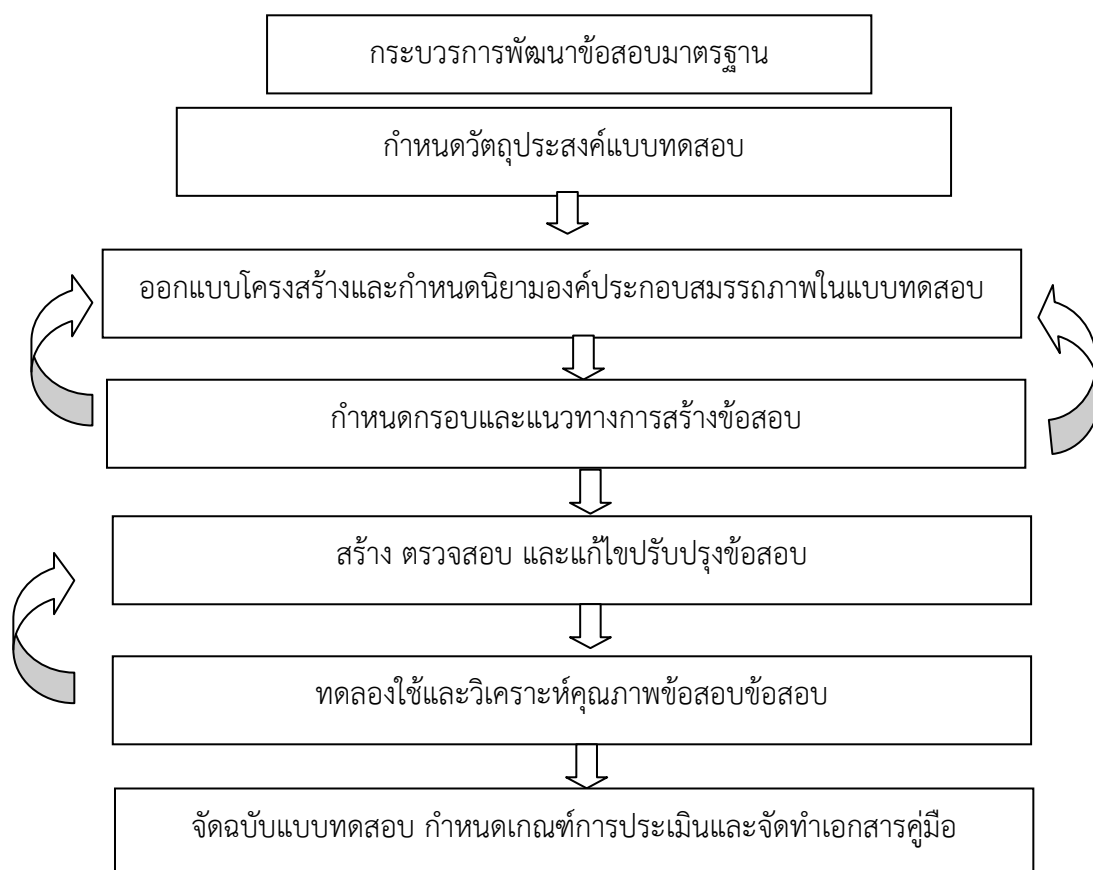 กระบวรการพัฒนาข้อสอบมาตรฐาน
กำหนดวัตถุประสงค์แบบทดสอบ
ออกแบบโครงสร้างและกำหนดนิยามองค์ประกอบสมรรถภาพในแบบทดสอบ
กำหนดกรอบและแนวทางการสร้างข้อสอบ
สร้าง ตรวจสอบ และแก้ไขปรับปรุงข้อสอบ
ทดลองใช้และวิเคราะห์คุณภาพข้อสอบข้อสอบ
จัดฉบับแบบทดสอบ กำหนดเกณฑ์การประเมินและจัดทำเอกสารคู่มือ